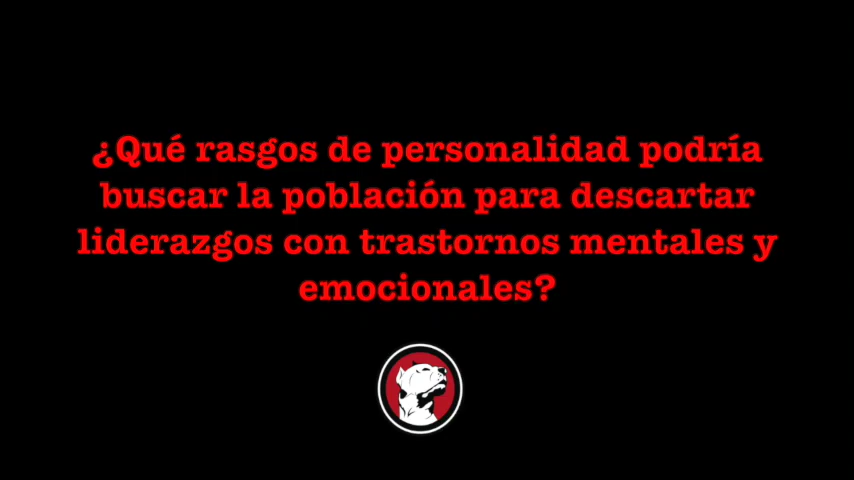 ¿Qué rasgos de personalidad podría
buscar la población para descartar
liderazgos con trastornos mentales y
emocionales?